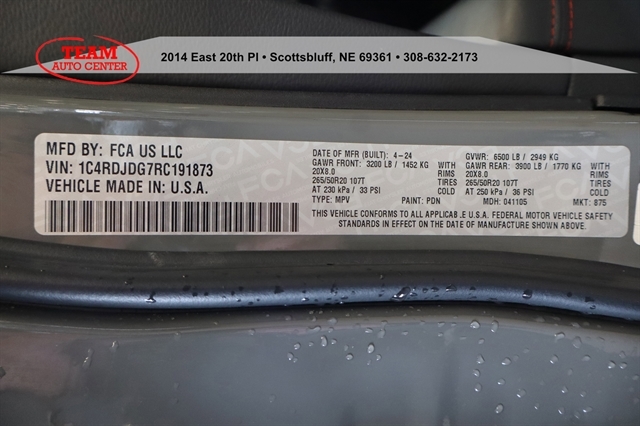 TEAM
AUTO CENTER
2014 East 20th Pl • Scottsbluff, NE 69361 • 308-632-2173
MFD BY: FCA US LLC
VIN: 1C4RDJDG7RC191873
VEHICLE MADE IN U.S.A.
DATE OF MFR (BUILT): 4-24
GVWR: 6500 LB / 2949 KG
GAWR FRONT: 3200 LB / 1452 KG WITH
GAWR REAR: 3900 LB / 1770 KG WITH
20X8.0 RIMS
20X8.0 RIMS
265/50R20 107T TIRES
265/50R20 107T TIRES
AT 230 kPa / 33 PSI COLD
AT 250 kPa / 36 PSI COLD
TYPE: MPV PAINT: PDN MDH: 041105 MKT: 875
THIS VEHICLE CONFORMS TO ALL APPLICAB .E U.S.A. FEDERAL MOTOR VEHICLE SAFETY
STANDARDS IN EFFECT ON THE DATE OF MANUFACTURE SHOWN ABOVE.